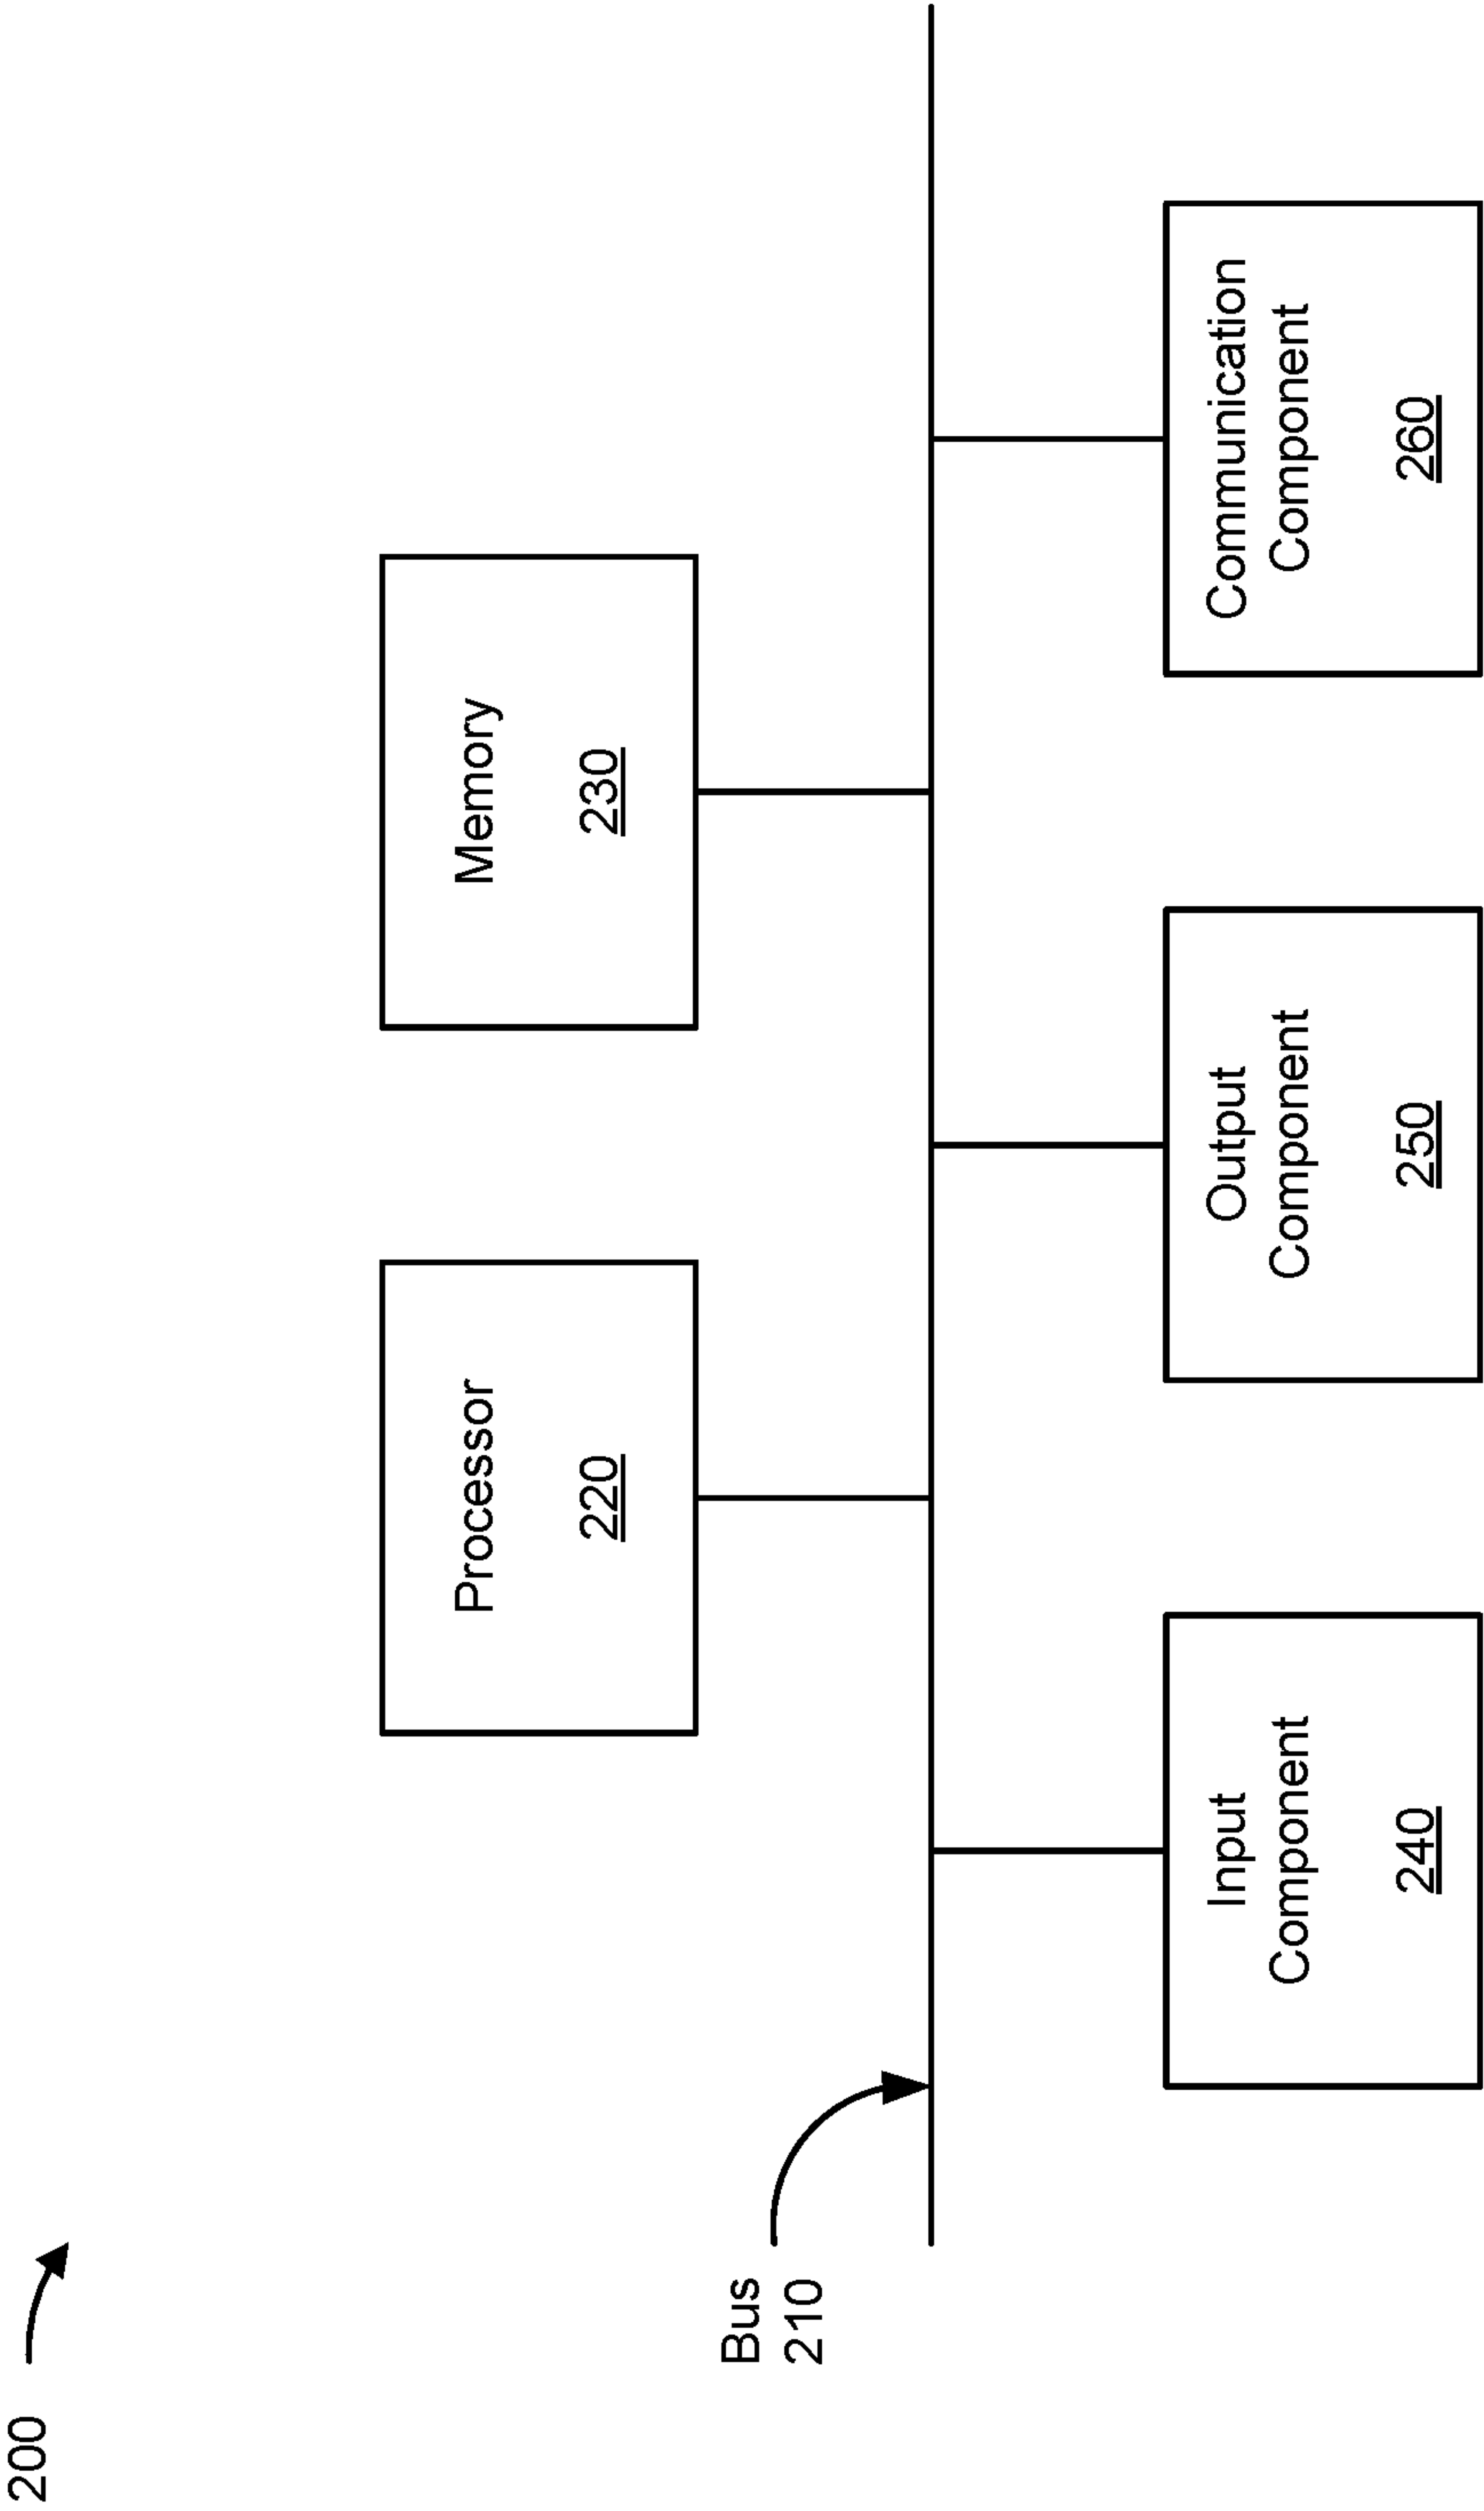 200
Processor
220
Memory
230
Bus
210
Input
Component
240
Output
Component
250
Communication
Component
260